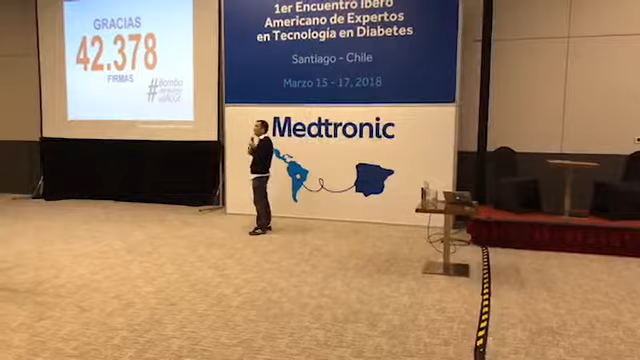 GRACIAS
42.378
FIRMAS
#Bomba
1er Encuentro Ibero
Americano de Expertos
en Tecnología en Diabetes
Santiago – Chile
Marzo 15 - 17, 2018
Medtronic